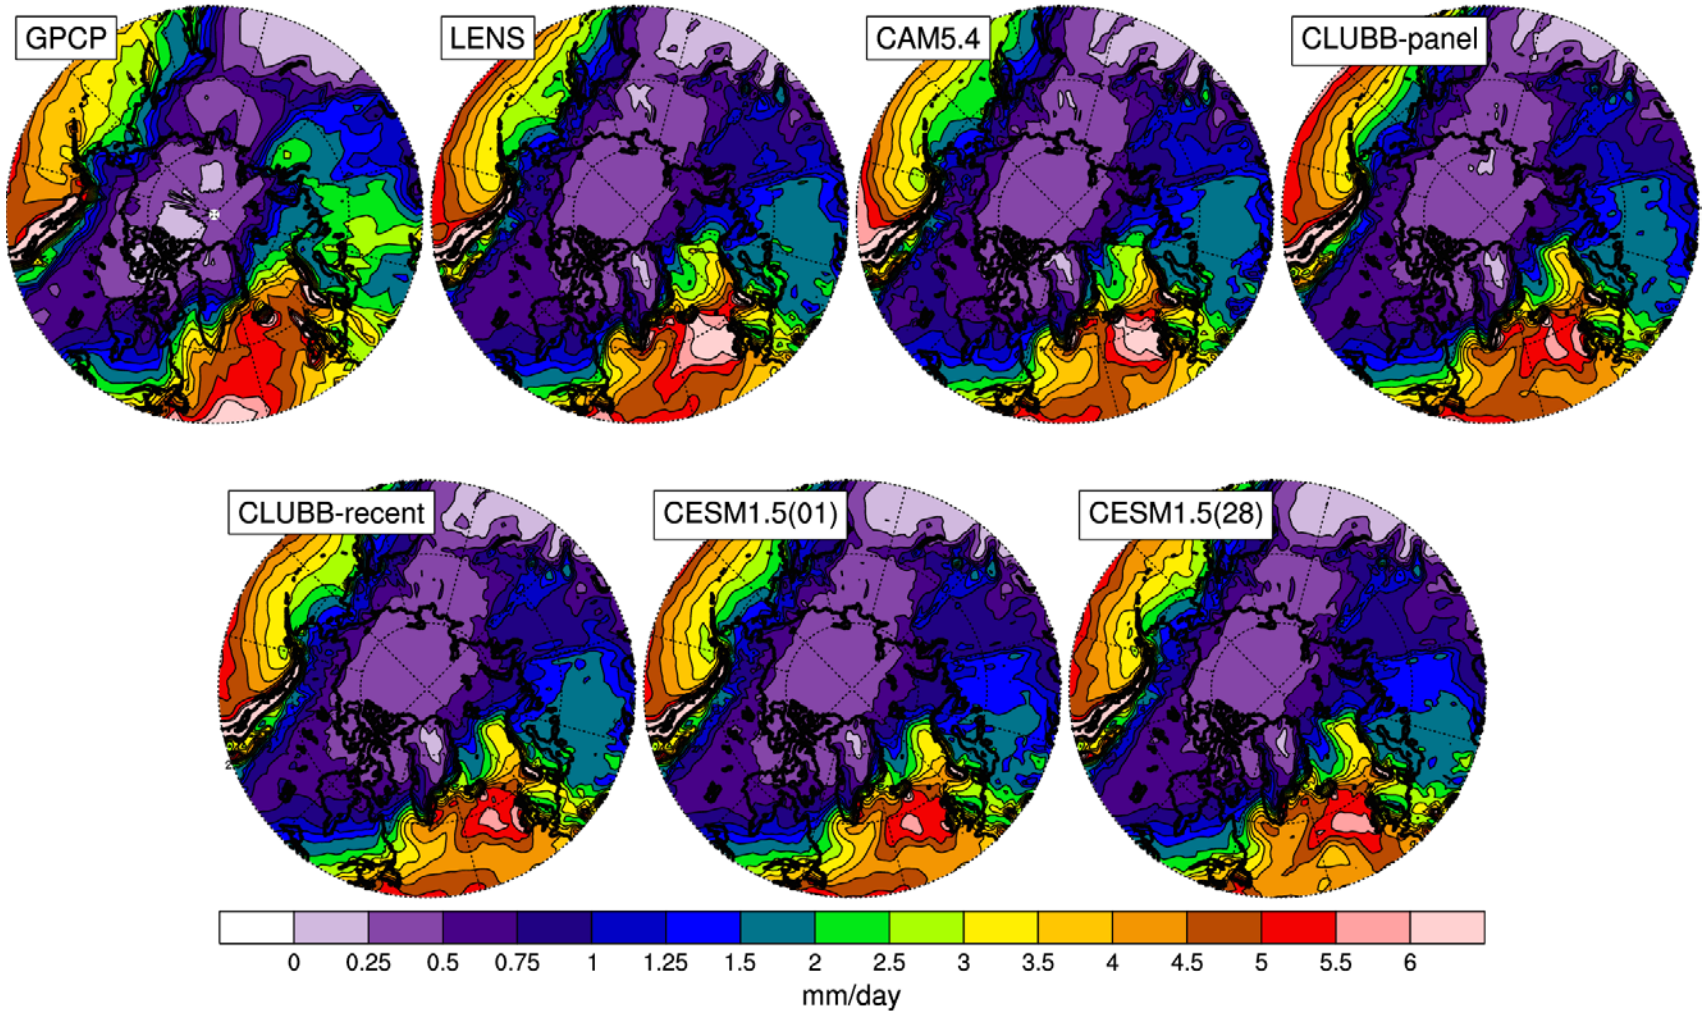 GPCP
LENS
CAM5.4
CLUBB-panel
CLUBB-recent
CESM1.5(01)
CESM1.5(28)
0 0.25 0.5 0.75 1 1.25 1.5 2 2.5 3 3.5 4 4.5 5 5.5 6
mm/day